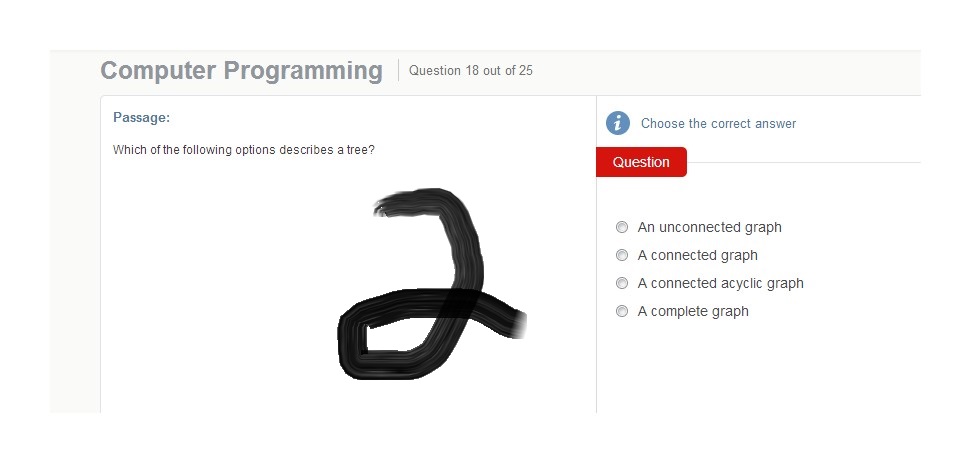 Computer Programming Question 18 out of 25
Passage:
Which of the following options describes a tree?
2
i Choose the correct answer
Question
An unconnected graph
A connected graph
A connected acyclic graph
A complete graph